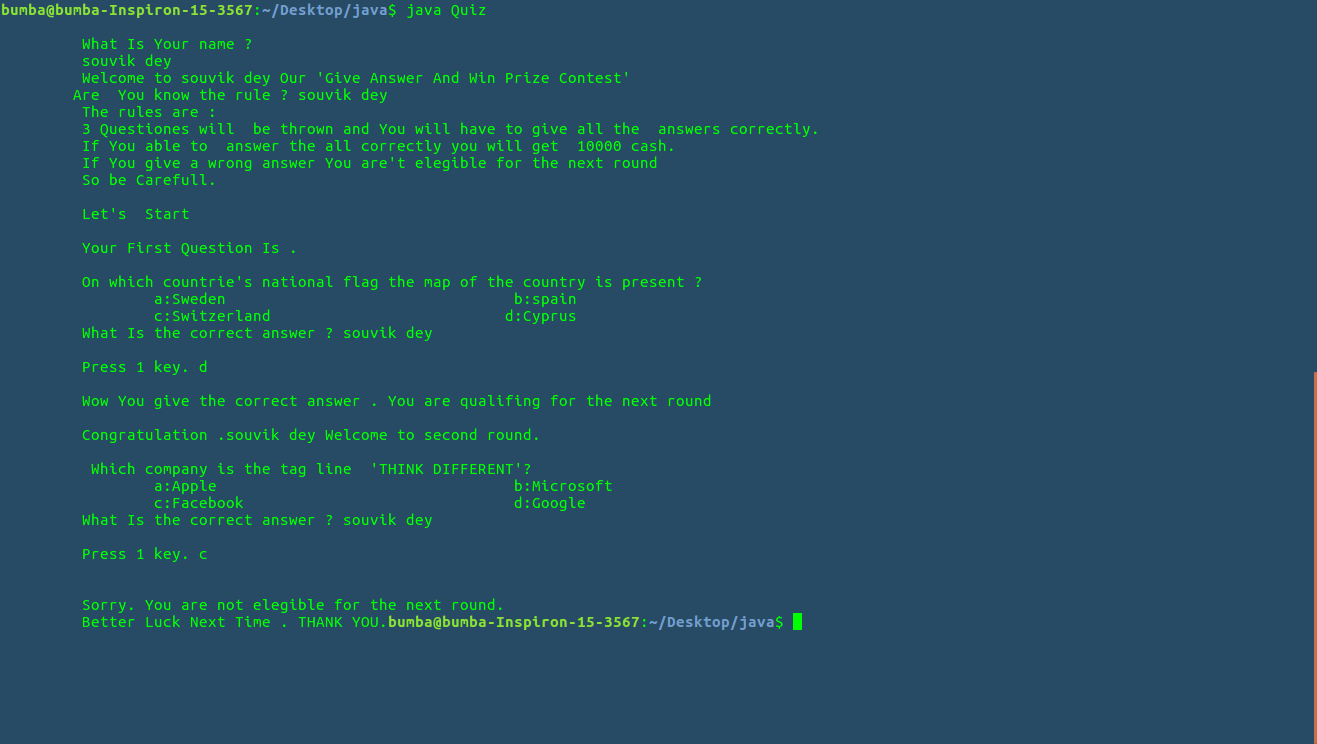 bumba@bumba-Inspiron-15-3567:~/Desktop/java$ java Quiz
What Is Your name ?
souvik dey
Welcome to souvik dey Our 'Give Answer And Win Prize Contest'
Are  You know the rule ? souvik dey
The rules are :
3 Questiones will  be thrown and You will have to give all the  answers correctly.
If You able to  answer the all correctly you will get  10000 cash.
If You give a wrong answer You are't elegible for the next round
So be Carefull.
Let's  Start
Your First Question Is .
On which countrie's national flag the map of the country is present ?
a:Sweden b:spain
c:Switzerland d:Cyprus
What Is the correct answer ? souvik dey
Press 1 key. d
Wow You give the correct answer . You are qualifing for the next round
Congratulation .souvik dey Welcome to second round.
Which company is the tag line  'THINK DIFFERENT'?
a:Apple b:Microsoft
c:Facebook d:Google
What Is the correct answer ? souvik dey
Press 1 key. c
Sorry. You are not elegible for the next round.
Better Luck Next Time . THANK YOU.bumba@bumba-Inspiron-15-3567:~/Desktop/java$